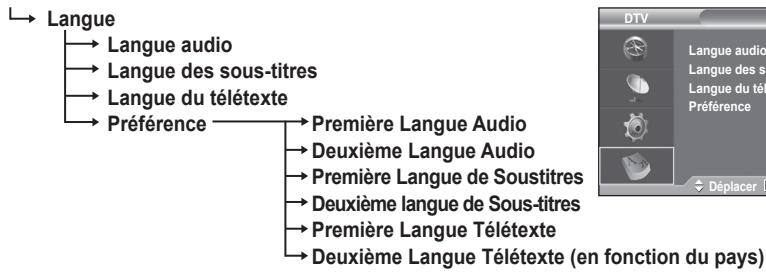 Langue
Langue audio
Langue des sous-titres
Langue du télétexte
Préférence
Première Langue Audio
Deuxième Langue Audio
Première Langue de Soustitres
Deuxième langue de Sous-titres
Première Langue Télétexte
Deuxième Langue Télétexte (en fonction du pays)
DTV
Langue audio
Langue des s
Langue du tél
Préférence
Déplacer